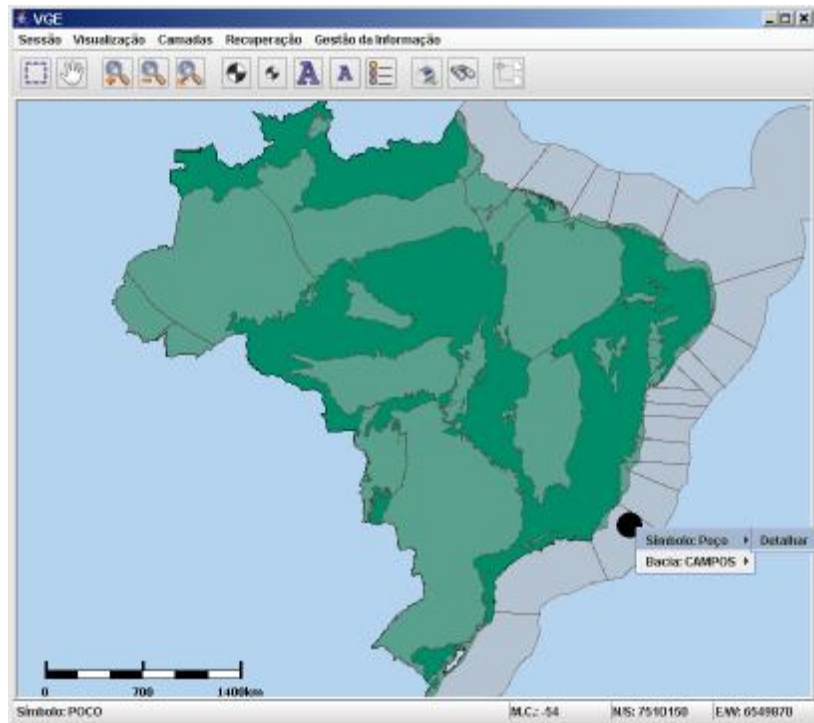 VGE
Sessão Visualização Camadas Recuperação Gestão da Informação
A A
Símbolo: Poço Detalhar
Bacia: CAMPOS
0 700 1400km
Símbolo: POCO M.C.: -54 N/S: 7510150 E/W: 6549870